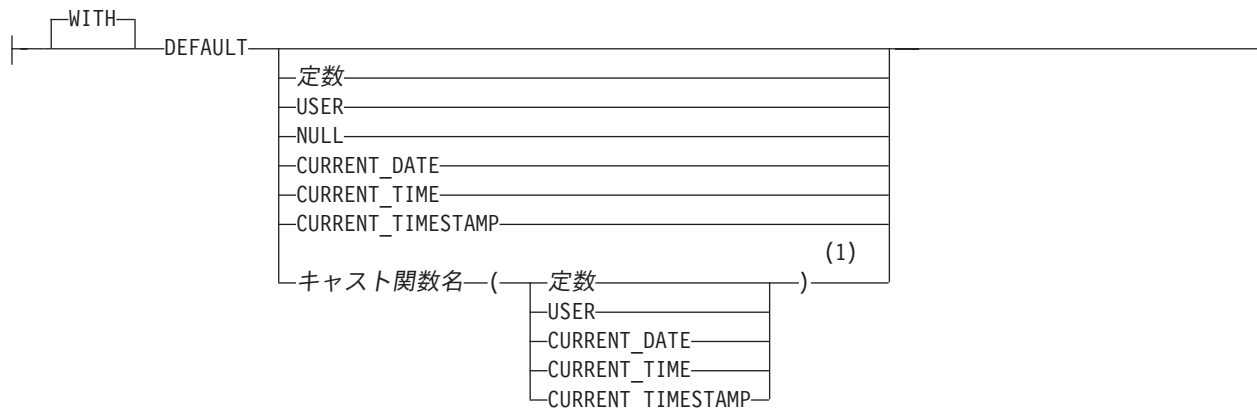 WITH
DEFAULT
定数
USER
NULL
CURRENT_DATE
CURRENT_TIME
CURRENT_TIMESTAMP
(1)
キャスト関数名 ( 定数 )
USER
CURRENT_DATE
CURRENT_TIME
CURRENT_TIMESTAMP